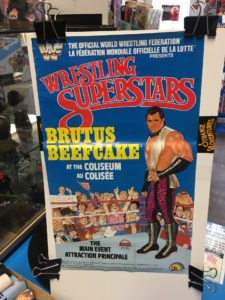 WF
THE OFFICIAL WORLD WRESTLING FEDERATION
LA FÉDÉRATION MONDIALE OFFICIELLE DE LA LUTTE
PRESENTS
WRESTLING
SUPERSTARS
BRUTUS
BEEFCAKE
AT THE COLISEUM
AU COLISÉE
THE
MAIN EVENT
ATTRACTION PRINCIPALE
LJN